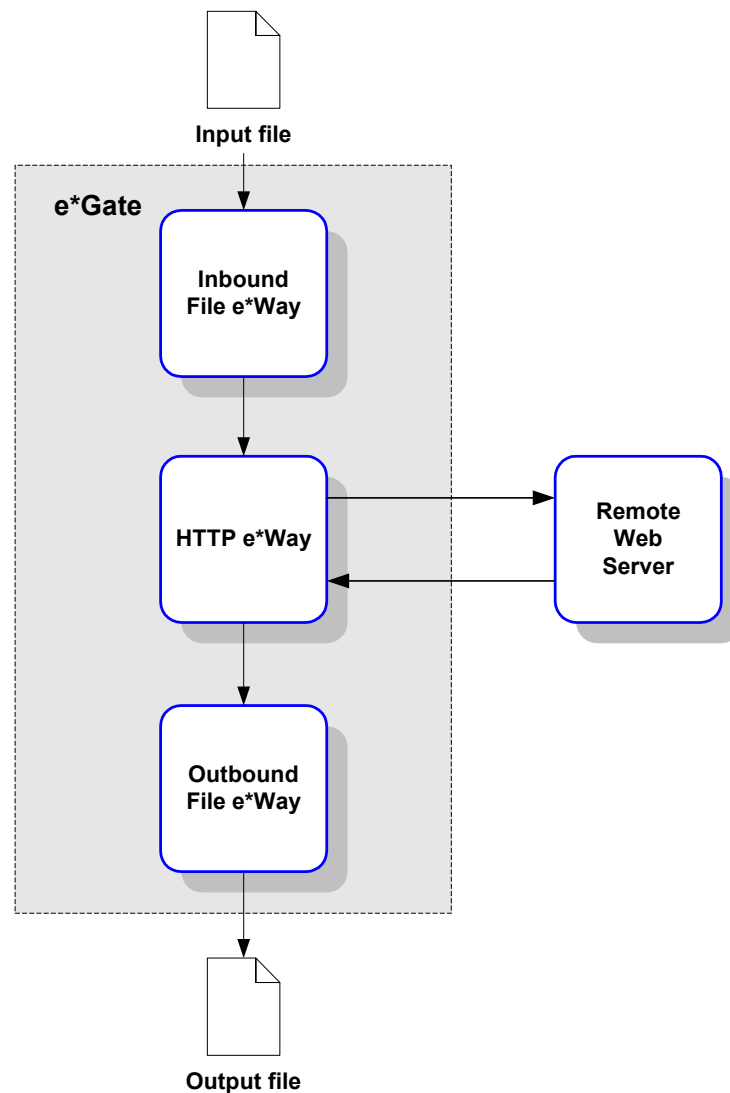 Input file
e*Gate
Inbound
File e*Way
HTTP e*Way
Remote
Web
Server
Outbound
File e*Way
Output file